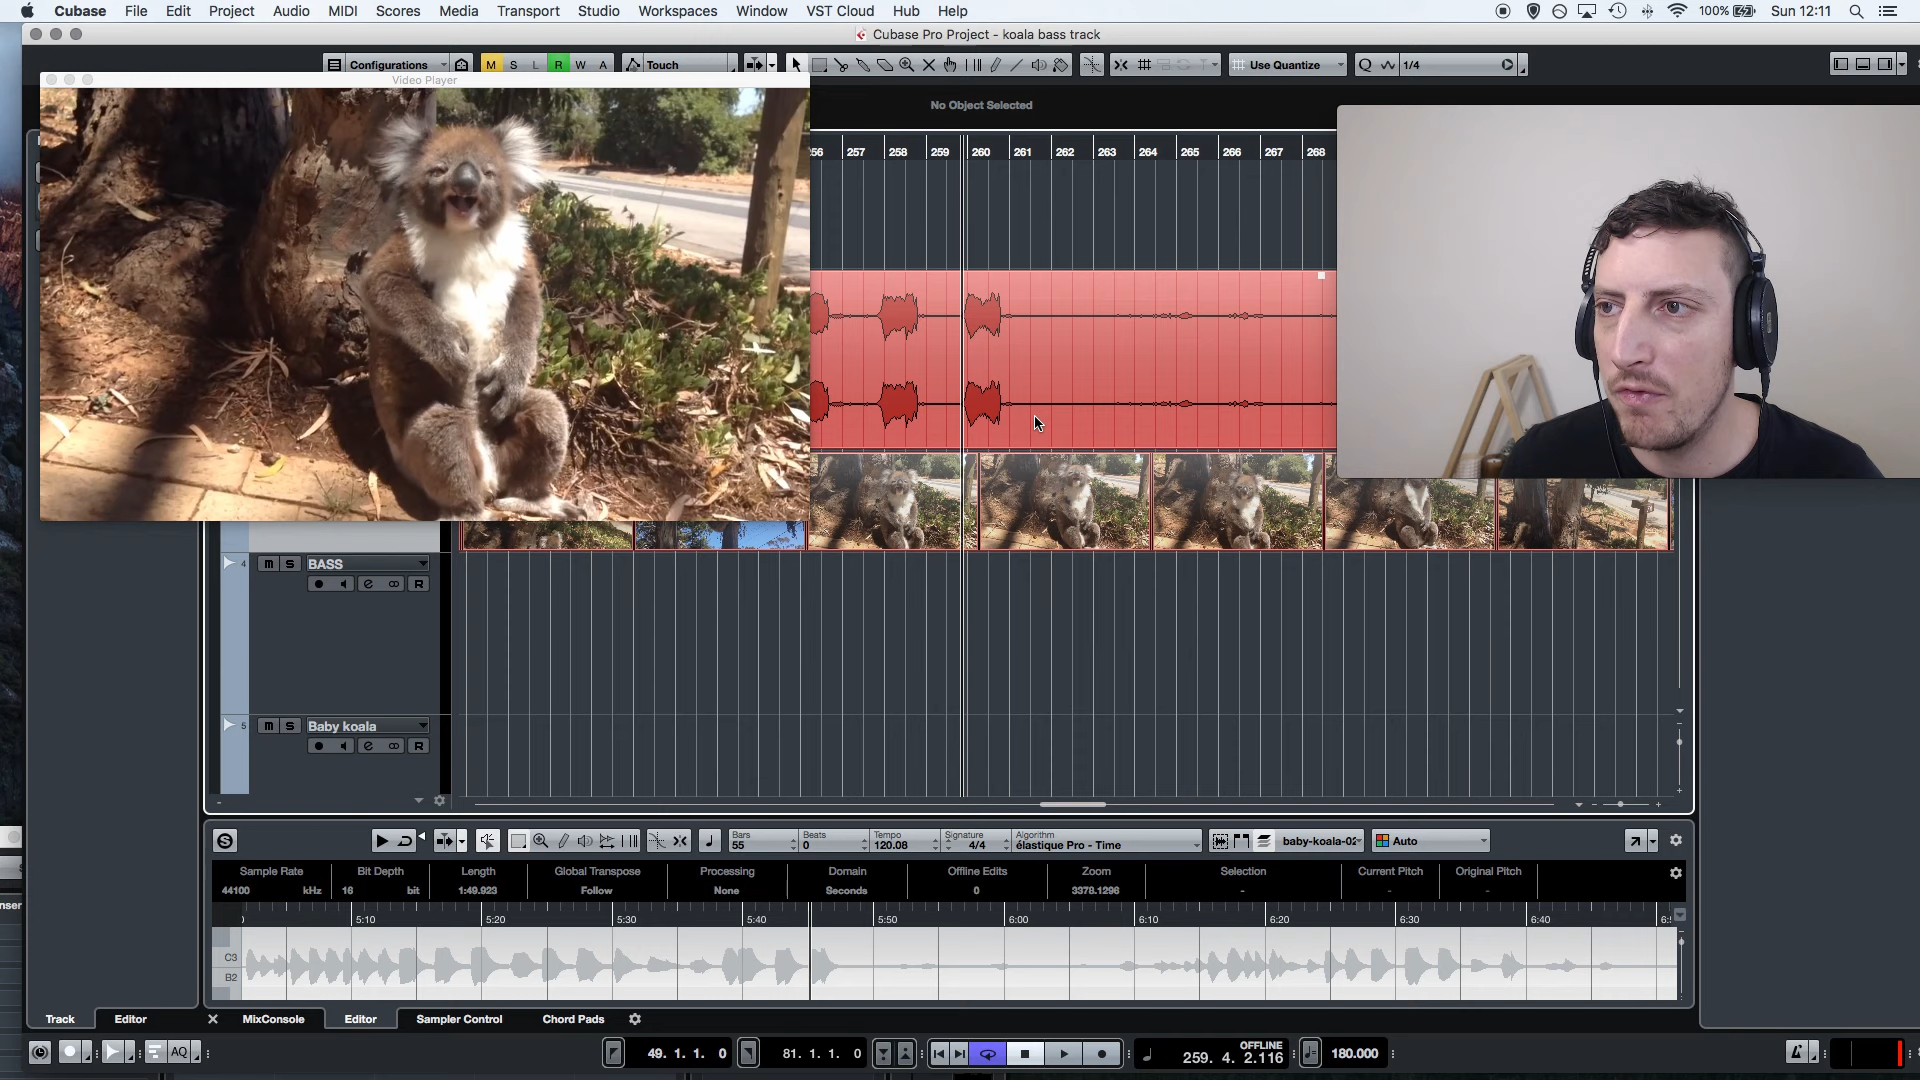 Cubase File Edit Project Audio MIDI Scores Media Transport Studio Workspaces Window VST Cloud Hub Help 100% Sun 12:11
Cubase Pro Project - koala bass track
Configurations M S L R W A Touch Use Quantize Q 1/4
Video Player
No Object Selected
257 258 259 260 261 262 263 264 265 266 267 268
4 m S BASS
e R
5 m S Baby koala
e R
S Bars 55 Beats 0 Tempo 120.08 Signature 4/4 Algorithm élastique Pro - Time baby-koala-02 Auto
Sample Rate Bit Depth Length Global Transpose Processing Domain Offline Edits Zoom Selection Current Pitch Original Pitch
44100 kHz 16 bit 1:49.923 Follow None Seconds 0 3378.1296 - - -
5:10 5:20 5:30 5:40 5:50 6:00 6:10 6:20 6:30 6:40
C3
B2
Track Editor MixConsole Editor Sampler Control Chord Pads
AQ 49. 1. 1. 0 81. 1. 1. 0 OFFLINE 259. 4. 2.116 180.000